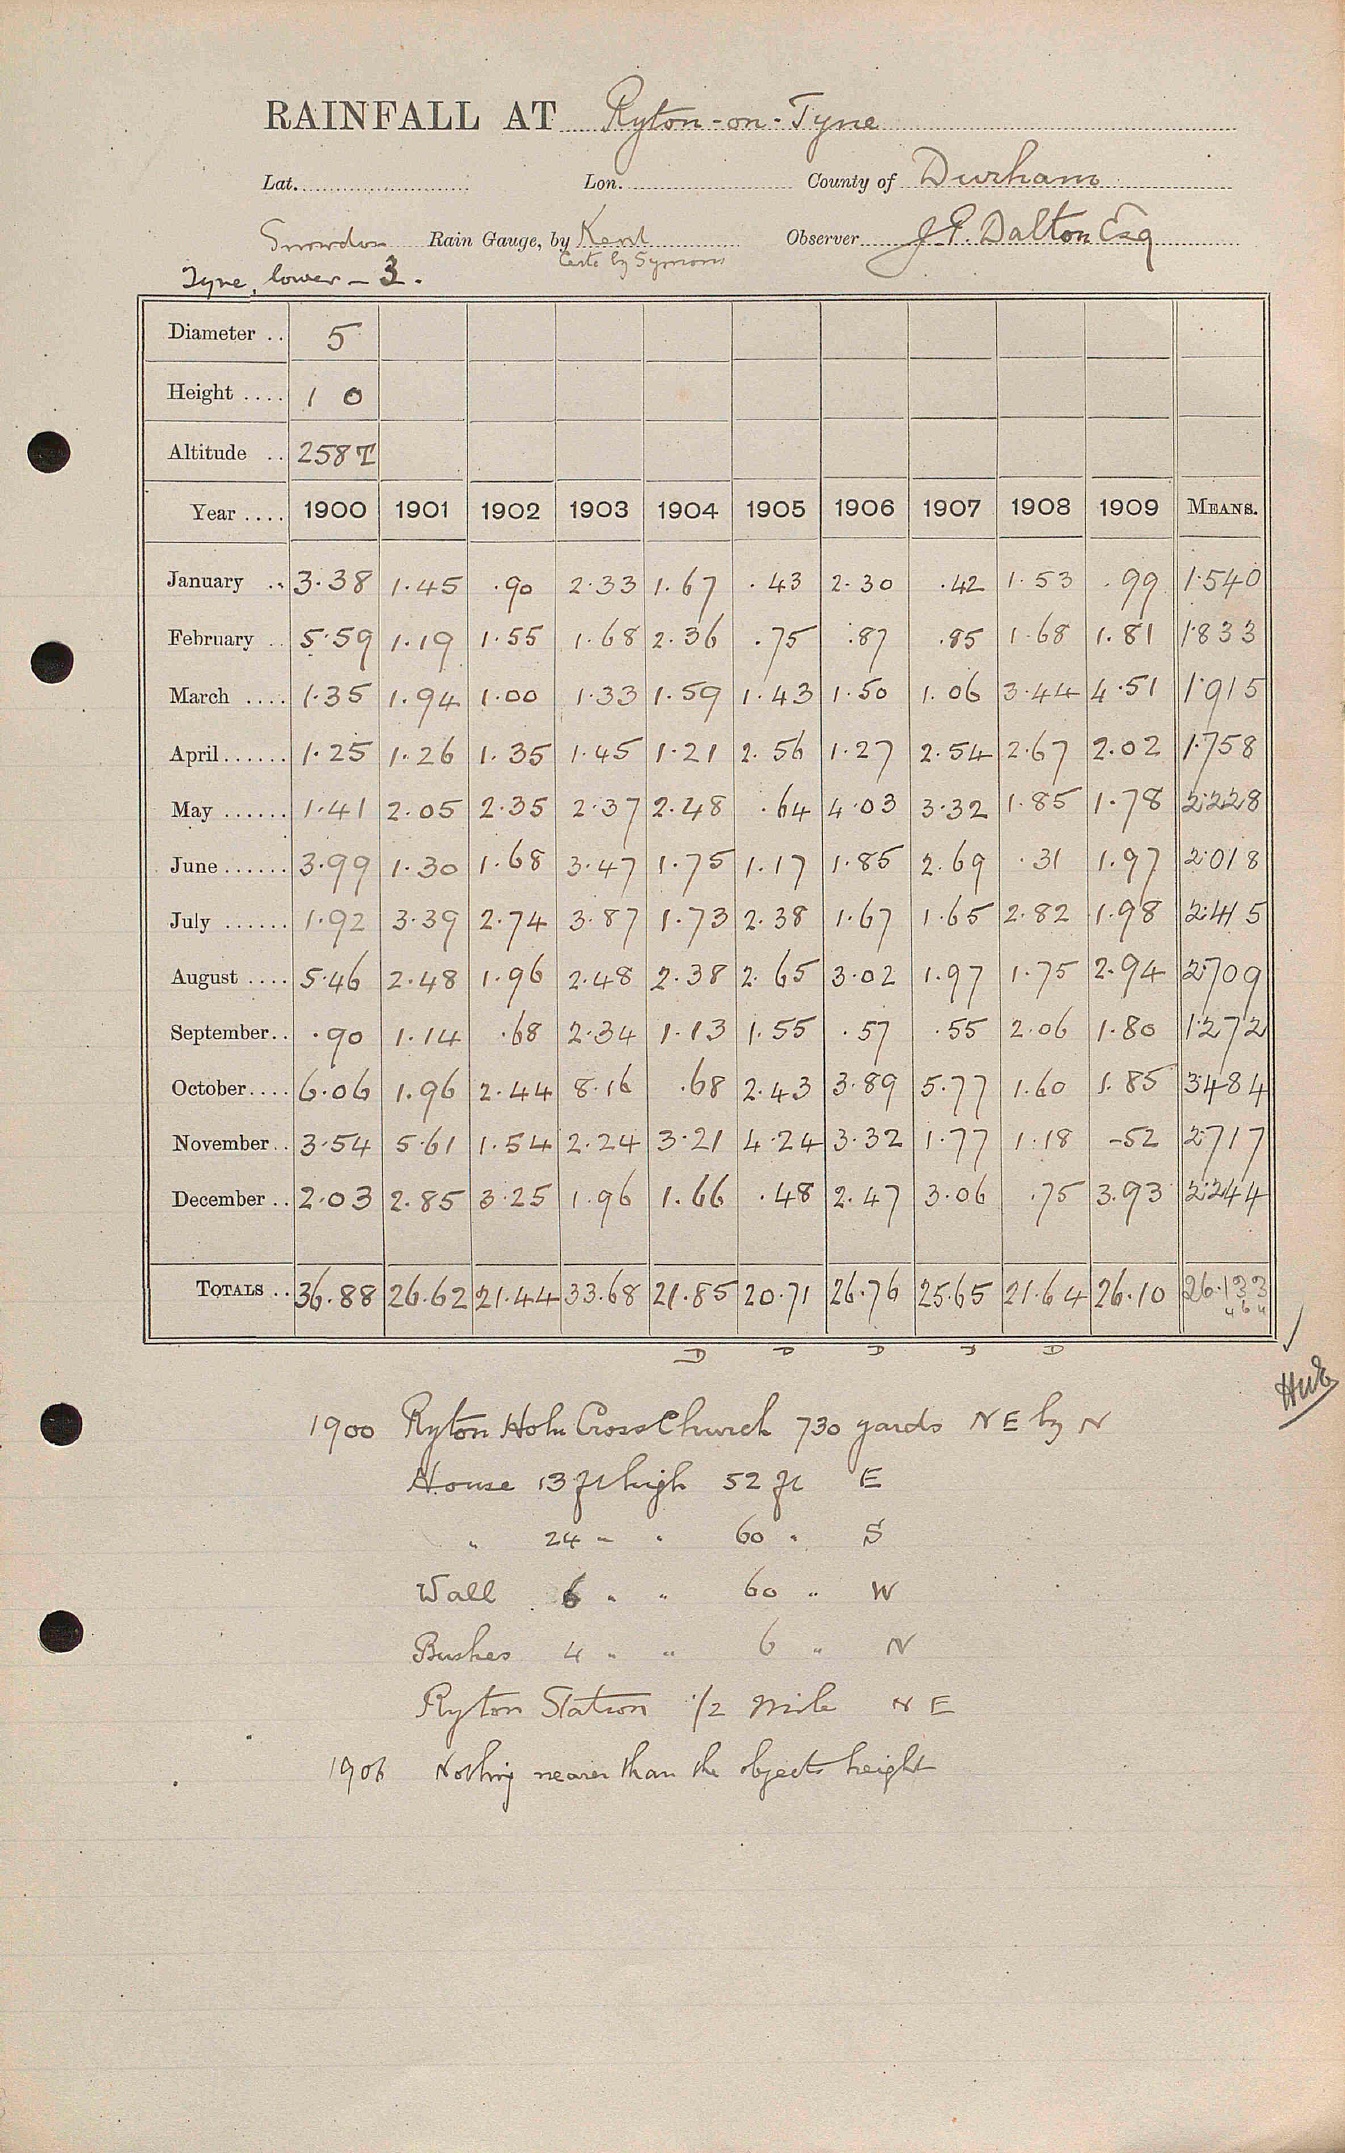 RAINFALL AT Ryton-on-Tyne
Lat. Lon. County of Durham
Snowdon Rain Gauge, by Kent Observer J. P. Dalton Esq
Certe by Symons
Tyne, lower - 3.
Diameter .. 5
Height .... 1 0
Altitude .. 258 T
Year .... 1900 1901 1902 1903 1904 1905 1906 1907 1908 1909 MEANS.
January .. 3.38 1.45 .90 2.33 1.67 .43 2.30 .42 1.53 .99 1.540
February .. 5.59 1.19 1.55 1.68 2.36 .75 .87 .85 1.68 1.81 1.833
March .... 1.35 1.94 1.00 1.33 1.59 1.43 1.50 1.06 3.44 4.51 1.915
April ...... 1.25 1.26 1.35 1.45 1.21 2.56 1.27 2.54 2.67 2.02 1.758
May ...... 1.41 2.05 2.35 2.37 2.48 .64 4.03 3.32 1.85 1.78 2.228
June ...... 3.99 1.30 1.68 3.47 1.75 1.17 1.85 2.69 .31 1.97 2.018
July ...... 1.92 3.39 2.74 3.87 1.73 2.38 1.67 1.65 2.82 1.98 2.415
August .... 5.46 2.48 1.96 2.48 2.38 2.65 3.02 1.97 1.75 2.94 2.709
September .. .90 1.14 .68 2.34 1.13 1.55 .57 .55 2.06 1.80 1.272
October .... 6.06 1.96 2.44 8.16 .68 2.43 3.89 5.77 1.60 1.85 3.484
November .. 3.54 5.61 1.54 2.24 3.21 4.24 3.32 1.77 1.18 -52 2.717
December .. 2.03 2.85 3.25 1.96 1.66 .48 2.47 3.06 .75 3.93 2.244
TOTALS .. 36.88 26.62 21.44 33.68 21.85 20.71 26.76 25.65 21.64 26.10 26.133
D D D D D
1900 Ryton Holy Cross Church 730 yards NE by N
House 13 ft high 52 ft E
" 24 " " 60 " S
Wall 6 " " 60 " W
Bushes 4 " " 6 " N
Ryton Station 1/2 mile NE
1906 Nothing nearer than the objects height